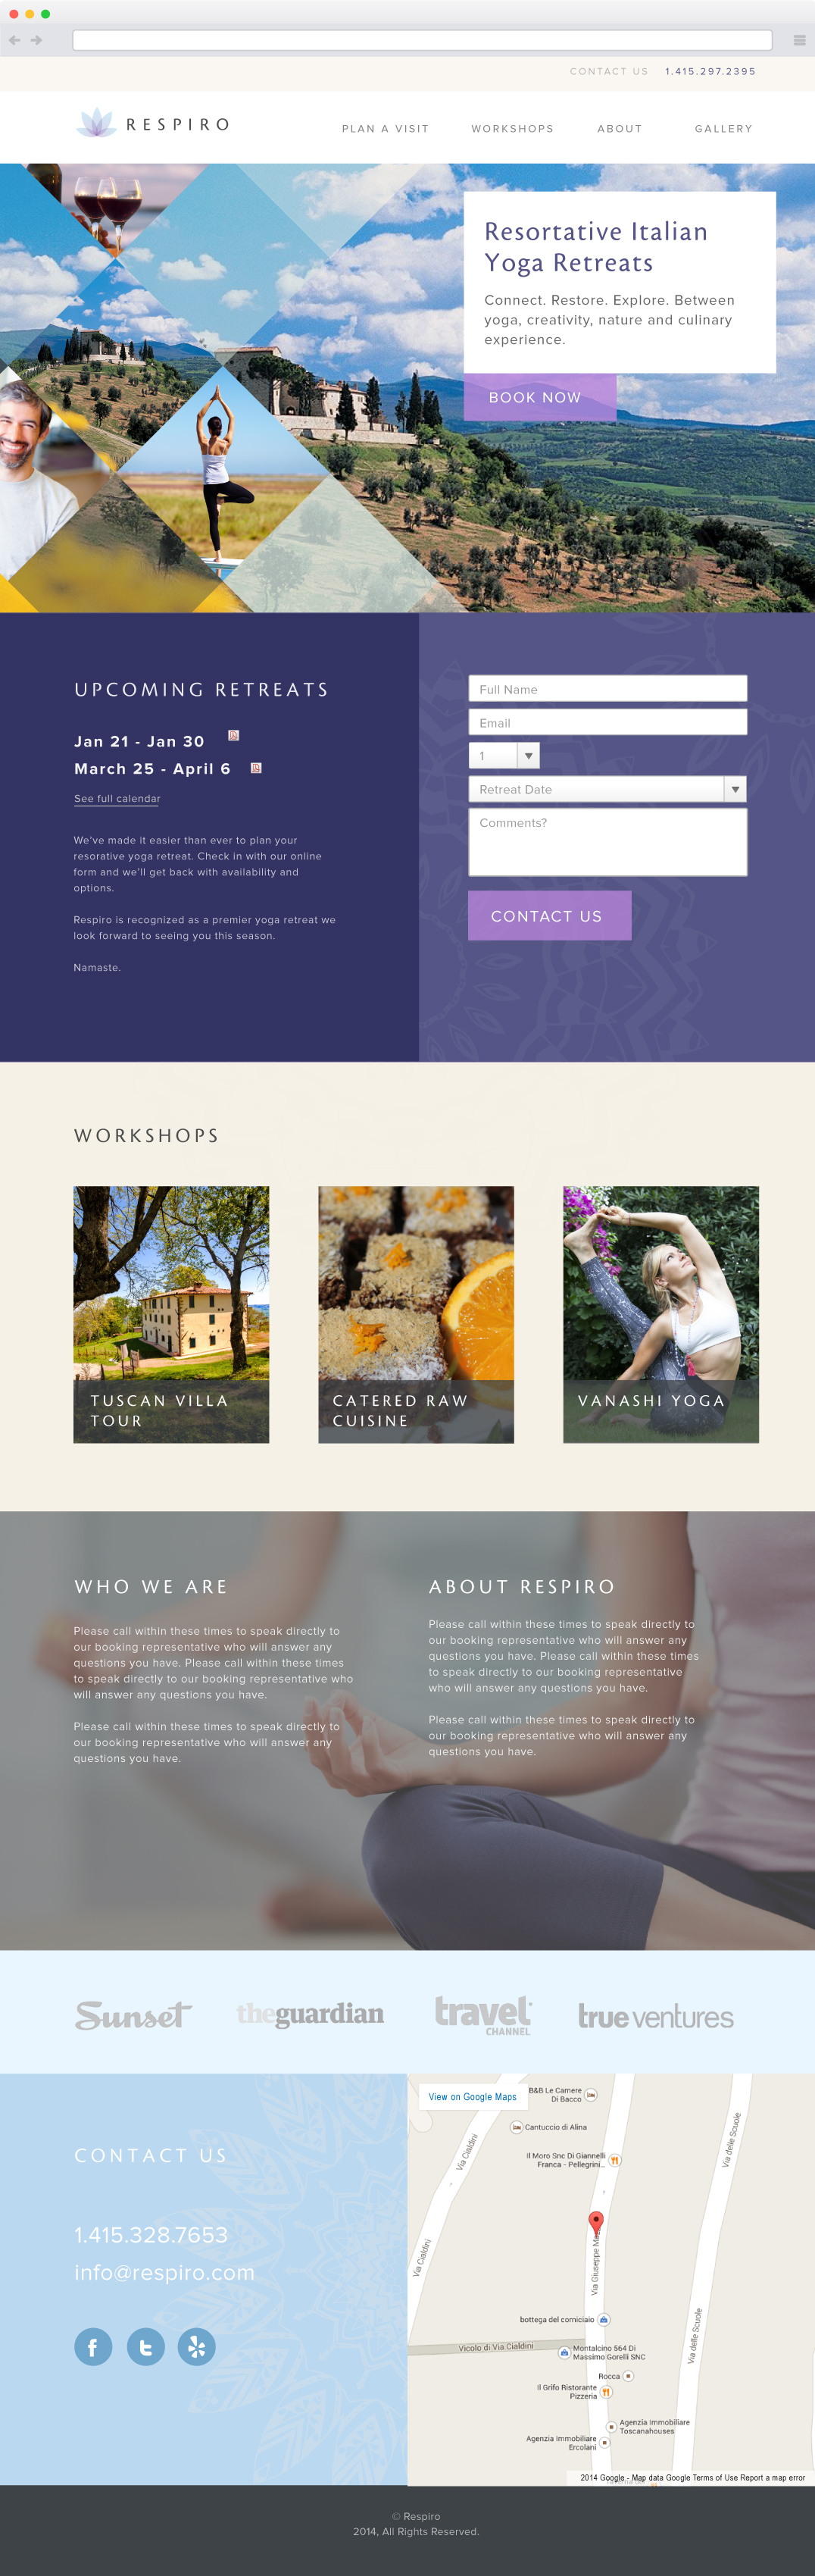 CONTACT US 1.415.297.2395
RESPIRO
PLAN A VISIT WORKSHOPS ABOUT GALLERY
Resortative Italian
Yoga Retreats
Connect. Restore. Explore. Between
yoga, creativity, nature and culinary
experience.
BOOK NOW
UPCOMING RETREATS
Jan 21 - Jan 30
March 25 - April 6
See full calendar
We've made it easier than ever to plan your
resorative yoga retreat. Check in with our online
form and we'll get back with availability and
options.
Respiro is recognized as a premier yoga retreat we
look forward to seeing you this season.
Namaste.
Full Name
Email
1
Retreat Date
Comments?
CONTACT US
WORKSHOPS
TUSCAN VILLA
TOUR
CATERED RAW
CUISINE
VANASHI YOGA
WHO WE ARE
Please call within these times to speak directly to
our booking representative who will answer any
questions you have. Please call within these times
to speak directly to our booking representative who
will answer any questions you have.
Please call within these times to speak directly to
our booking representative who will answer any
questions you have.
ABOUT RESPIRO
Please call within these times to speak directly to
our booking representative who will answer any
questions you have. Please call within these times
to speak directly to our booking representative
who will answer any questions you have.
Please call within these times to speak directly to
our booking representative who will answer any
questions you have.
Sunset
theguardian
travel
CHANNEL
true ventures
CONTACT US
1.415.328.7653
info@respiro.com
f t
View on Google Maps
B&B Le Camere
Di Bacco
Cantuccio di Alina
Il Moro Snc Di Giannelli
Franca - Pellegrini...
Via Cialdini
Via delle Scuole
Via Cialdini
Via Giuseppe
bottega del corniciaio
Vicolo di Via Cialdini
Montalcino 564 Di
Massimo Gorelli SNC
Via delle Scuole
Rocca
Il Grifo Ristorante
Pizzeria
Agenzia Immobiliare
Toscanahouses
Agenzia Immobiliare
Ercolani
2014 Google - Map data Google Terms of Use Report a map error
© Respiro
2014, All Rights Reserved.